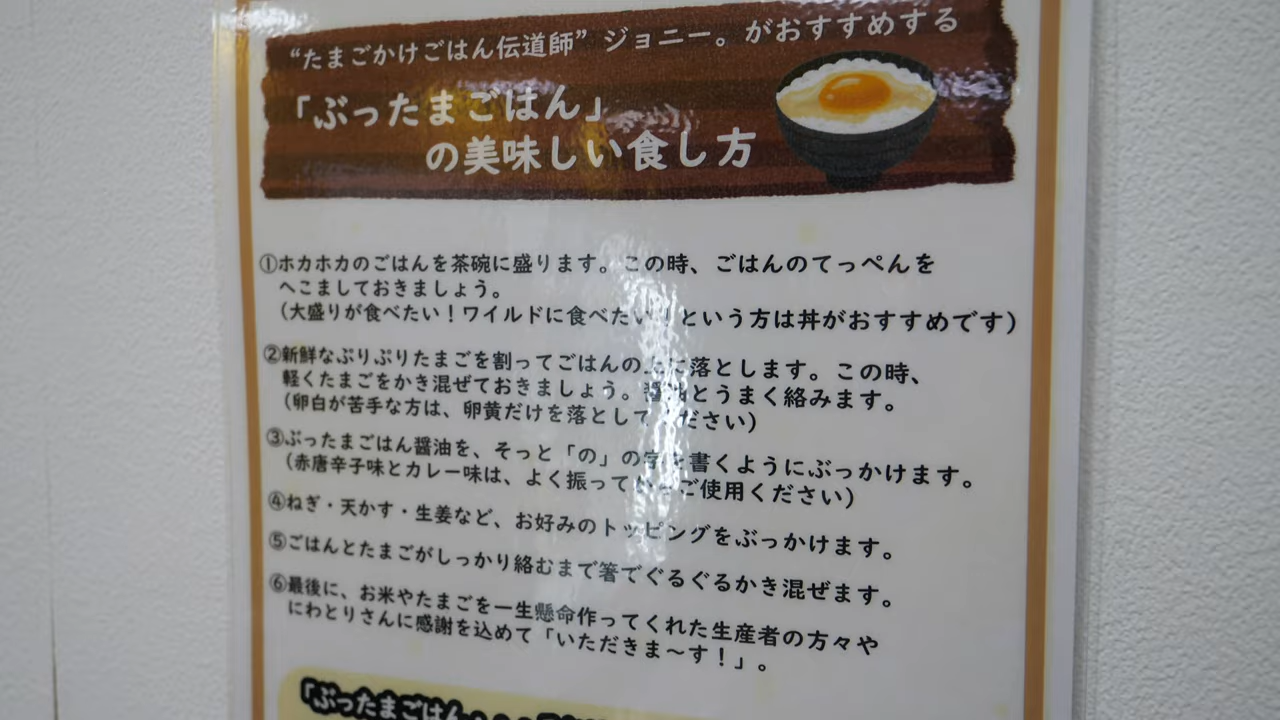 “たまごかけごはん伝道師” ジョニー。がおすすめする
「ぶったまごはん」
の美味しい食し方
①ホカホカのごはんを茶碗に盛ります。この時、ごはんのてっぺんを
へこましておきましょう。
（大盛りが食べたい！ワイルドに食べたい！という方は丼がおすすめです）
②新鮮なぷりぷりたまごを割ってごはんの上に落とします。この時、
軽くたまごをかき混ぜておきましょう。醤油とうまく絡みます。
（卵白が苦手な方は、卵黄だけを落としてください）
③ぶったまごはん醤油を、そっと「の」の字を書くようにぶっかけます。
（赤唐辛子味とカレー味は、よく振ってからご使用ください）
④ねぎ・天かす・生姜など、お好みのトッピングをぶっかけます。
⑤ごはんとたまごがしっかり絡むまで箸でぐるぐるかき混ぜます。
⑥最後に、お米やたまごを一生懸命作ってくれた生産者の方々や
にわとりさんに感謝を込めて「いただきま〜す！」。
「ぶったまごはん